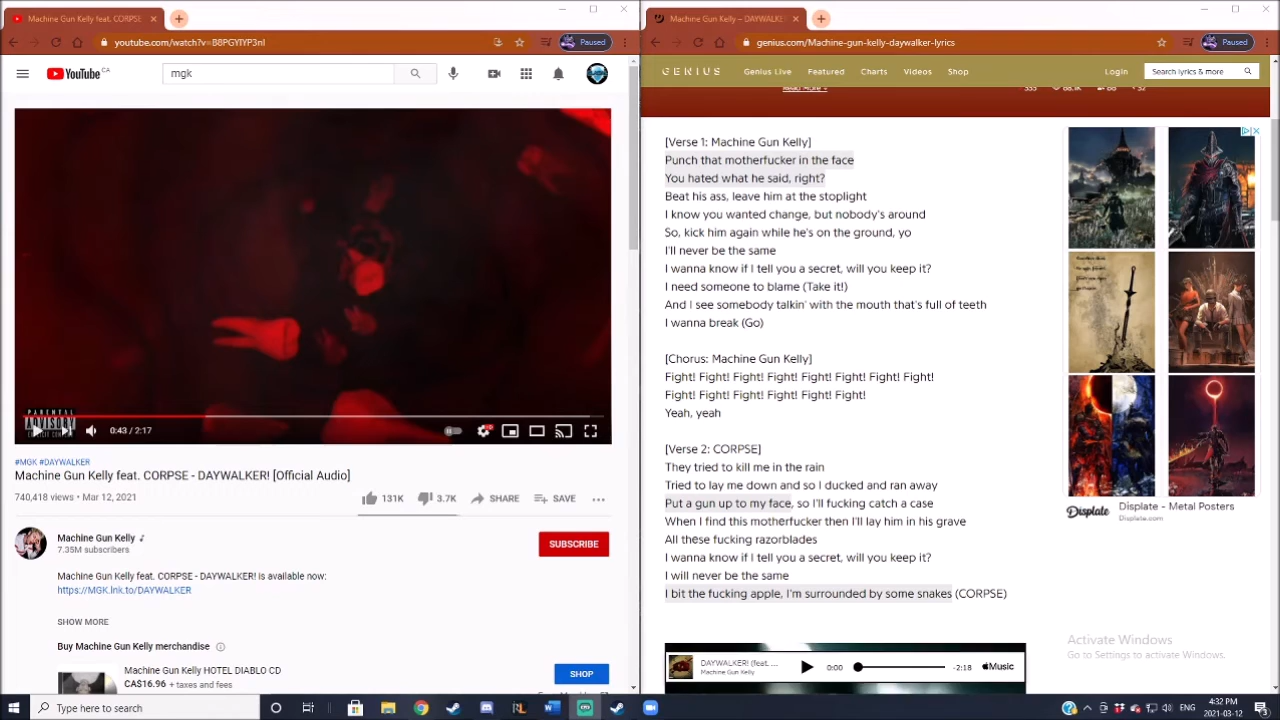 Machine Gun Kelly feat. CORPSE
youtube.com/watch?v=B8PGYIYP3nI
Paused
YouTube CA
mgk
PARENTAL
ADVISORY
0:43 / 2:17
#MGK #DAYWALKER
Machine Gun Kelly feat. CORPSE - DAYWALKER! [Official Audio]
740,418 views • Mar 12, 2021
131K
3.7K
SHARE
SAVE
Machine Gun Kelly
7.35M subscribers
SUBSCRIBE
Machine Gun Kelly feat. CORPSE - DAYWALKER! is available now:
https://MGK.lnk.to/DAYWALKER
SHOW MORE
Buy Machine Gun Kelly merchandise
Machine Gun Kelly HOTEL DIABLO CD
CA$16.96 + taxes and fees
SHOP
Machine Gun Kelly – DAYWALKE
genius.com/Machine-gun-kelly-daywalker-lyrics
Paused
GENIUS
Genius Live
Featured
Charts
Videos
Shop
Login
Search lyrics & more
Read More
[Verse 1: Machine Gun Kelly]
Punch that motherfucker in the face
You hated what he said, right?
Beat his ass, leave him at the stoplight
I know you wanted change, but nobody's around
So, kick him again while he's on the ground, yo
I'll never be the same
I wanna know if I tell you a secret, will you keep it?
I need someone to blame (Take it!)
And I see somebody talkin' with the mouth that's full of teeth
I wanna break (Go)
[Chorus: Machine Gun Kelly]
Fight! Fight! Fight! Fight! Fight! Fight! Fight! Fight!
Fight! Fight! Fight! Fight! Fight! Fight!
Yeah, yeah
[Verse 2: CORPSE]
They tried to kill me in the rain
Tried to lay me down and so I ducked and ran away
Put a gun up to my face, so I'll fucking catch a case
When I find this motherfucker then I'll lay him in his grave
All these fucking razorblades
I wanna know if I tell you a secret, will you keep it?
I will never be the same
I bit the fucking apple, I'm surrounded by some snakes (CORPSE)
Displate
Displate - Metal Posters
Displate.com
DAYWALKER! (feat. ...
Machine Gun Kelly
0:00
-2:18
Music
Activate Windows
Go to Settings to activate Windows.
Type here to search
ENG
4:32 PM
2021-03-12